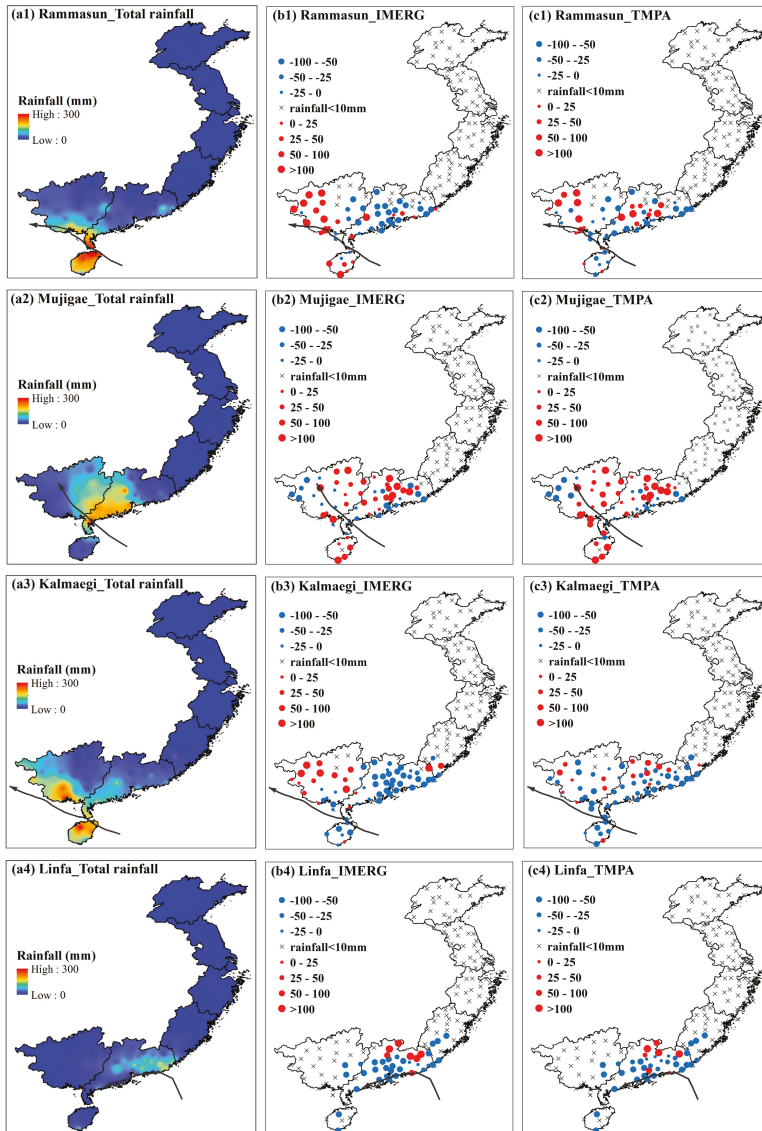 (a1) Rammasun_Total rainfall
Rainfall (mm)
High : 300
Low : 0
(b1) Rammasun_IMERG
-100 - -50
-50 - -25
-25 - 0
rainfall<10mm
0 - 25
25 - 50
50 - 100
>100
(c1) Rammasun_TMPA
-100 - -50
-50 - -25
-25 - 0
rainfall<10mm
0 - 25
25 - 50
50 - 100
>100
(a2) Mujigae_Total rainfall
Rainfall (mm)
High : 300
Low : 0
(b2) Mujigae_IMERG
-100 - -50
-50 - -25
-25 - 0
rainfall<10mm
0 - 25
25 - 50
50 - 100
>100
(c2) Mujigae_TMPA
-100 - -50
-50 - -25
-25 - 0
rainfall<10mm
0 - 25
25 - 50
50 - 100
>100
(a3) Kalmaegi_Total rainfall
Rainfall (mm)
High : 300
Low : 0
(b3) Kalmaegi_IMERG
-100 - -50
-50 - -25
-25 - 0
rainfall<10mm
0 - 25
25 - 50
50 - 100
>100
(c3) Kalmaegi_TMPA
-100 - -50
-50 - -25
-25 - 0
rainfall<10mm
0 - 25
25 - 50
50 - 100
>100
(a4) Linfa_Total rainfall
Rainfall (mm)
High : 300
Low : 0
(b4) Linfa_IMERG
-100 - -50
-50 - -25
-25 - 0
rainfall<10mm
0 - 25
25 - 50
50 - 100
>100
(c4) Linfa_TMPA
-100 - -50
-50 - -25
-25 - 0
rainfall<10mm
0 - 25
25 - 50
50 - 100
>100